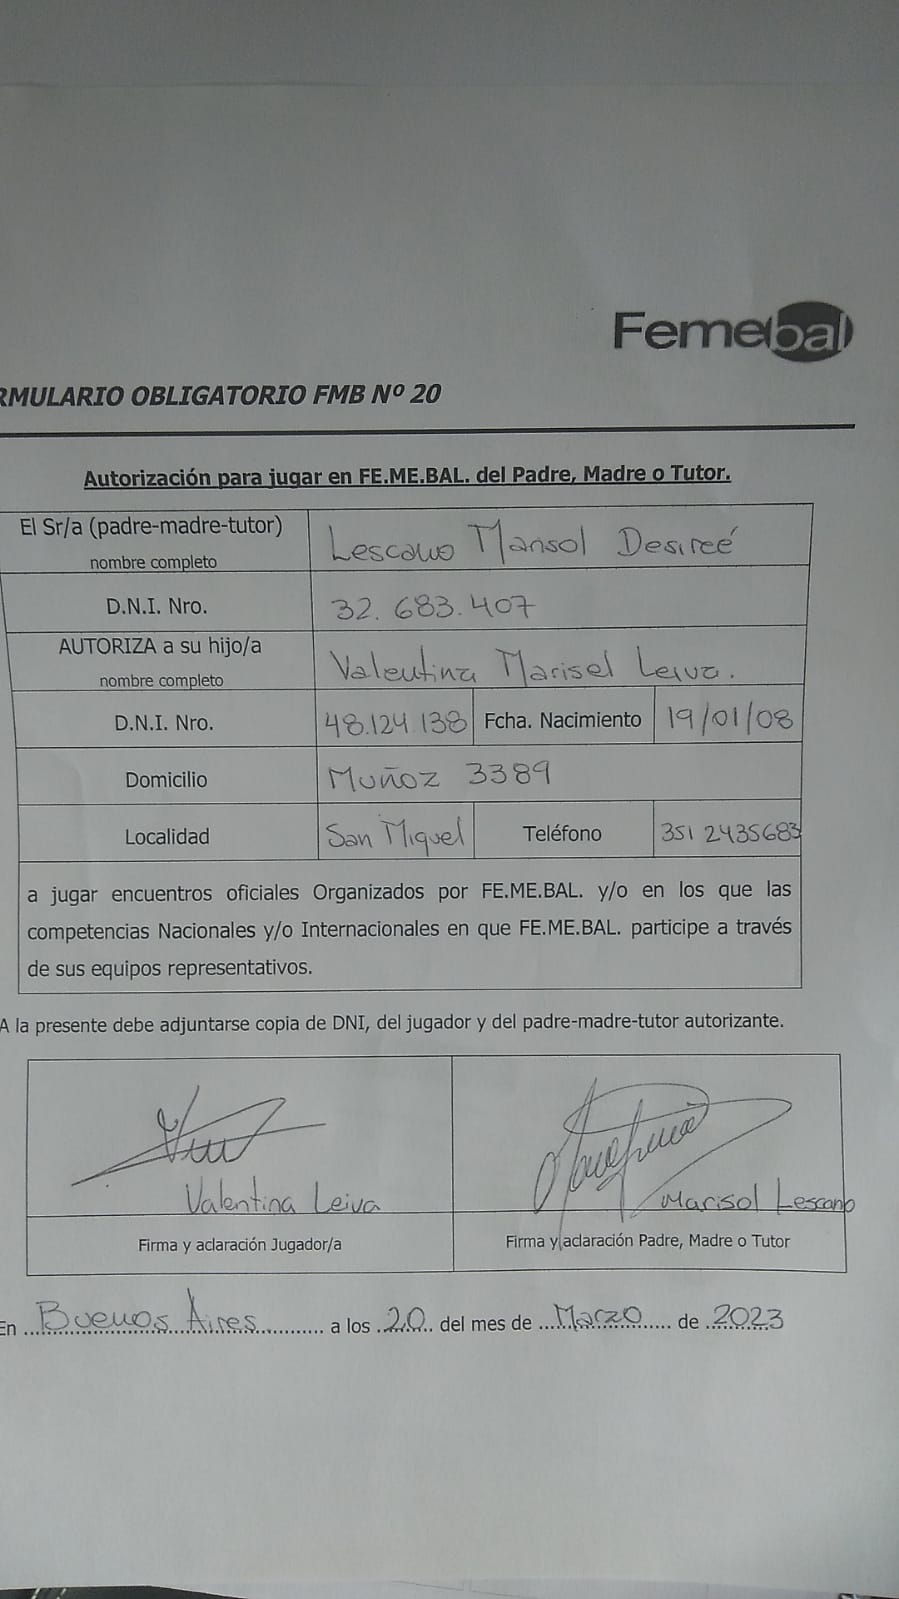 Femebal
RMULARIO OBLIGATORIO FMB Nº 20
Autorización para jugar en FE.ME.BAL. del Padre, Madre o Tutor.
El Sr/a (padre-madre-tutor)
nombre completo
Lescano Marisol Desireé
D.N.I. Nro. 32.683.407
AUTORIZA a su hijo/a
nombre completo
Valentina Marisel Leiva.
D.N.I. Nro. 48.124.138 Fcha. Nacimiento 19/01/08
Domicilio Muñoz 3389
Localidad San Miguel Teléfono 351 2435683
a jugar encuentros oficiales Organizados por FE.ME.BAL. y/o en los que las
competencias Nacionales y/o Internacionales en que FE.ME.BAL. participe a través
de sus equipos representativos.
A la presente debe adjuntarse copia de DNI, del jugador y del padre-madre-tutor autorizante.
Valentina Leiva Marisol Lescano
Firma y aclaración Jugador/a Firma y aclaración Padre, Madre o Tutor
En Buenos Aires a los 20 del mes de Marzo de 2023